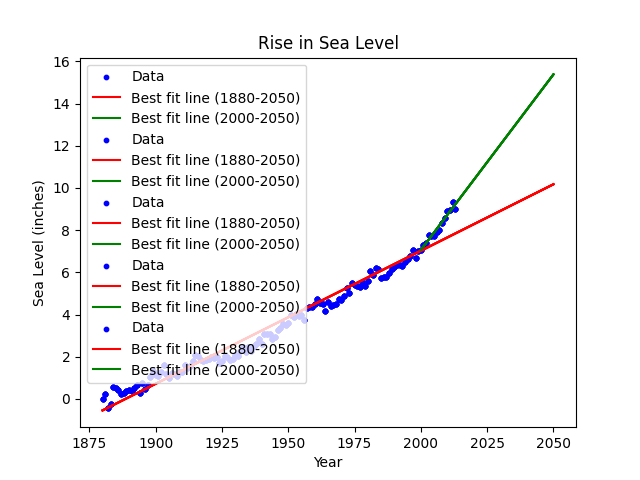 Rise in Sea Level
16
14
12
10
8
6
4
2
0
Sea Level (inches)
Data
Best fit line (1880-2050)
Best fit line (2000-2050)
Data
Best fit line (1880-2050)
Best fit line (2000-2050)
Data
Best fit line (1880-2050)
Best fit line (2000-2050)
Data
Best fit line (1880-2050)
Best fit line (2000-2050)
Data
Best fit line (1880-2050)
Best fit line (2000-2050)
1875 1900 1925 1950 1975 2000 2025 2050
Year